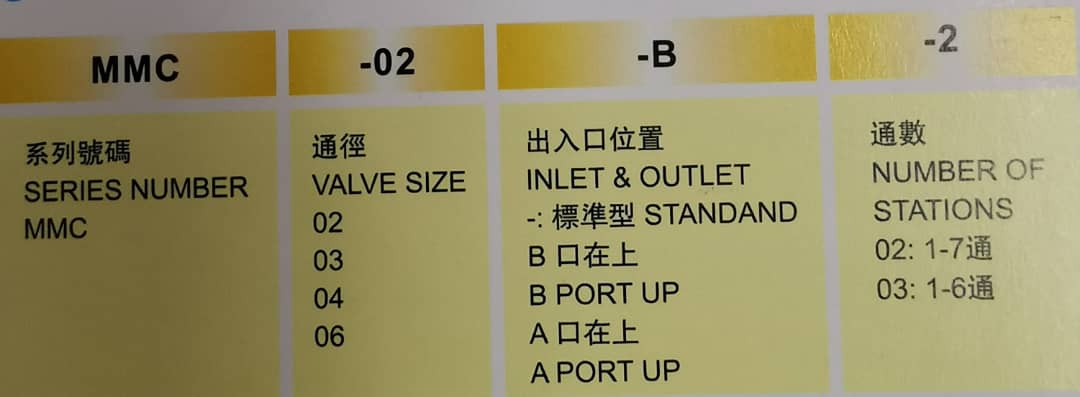 MMC
-02
-B
-2
系列號碼
SERIES NUMBER
MMC
通徑
VALVE SIZE
02
03
04
06
出入口位置
INLET & OUTLET
-: 標準型 STANDAND
B 口在上
B PORT UP
A 口在上
A PORT UP
通數
NUMBER OF
STATIONS
02: 1-7通
03: 1-6通